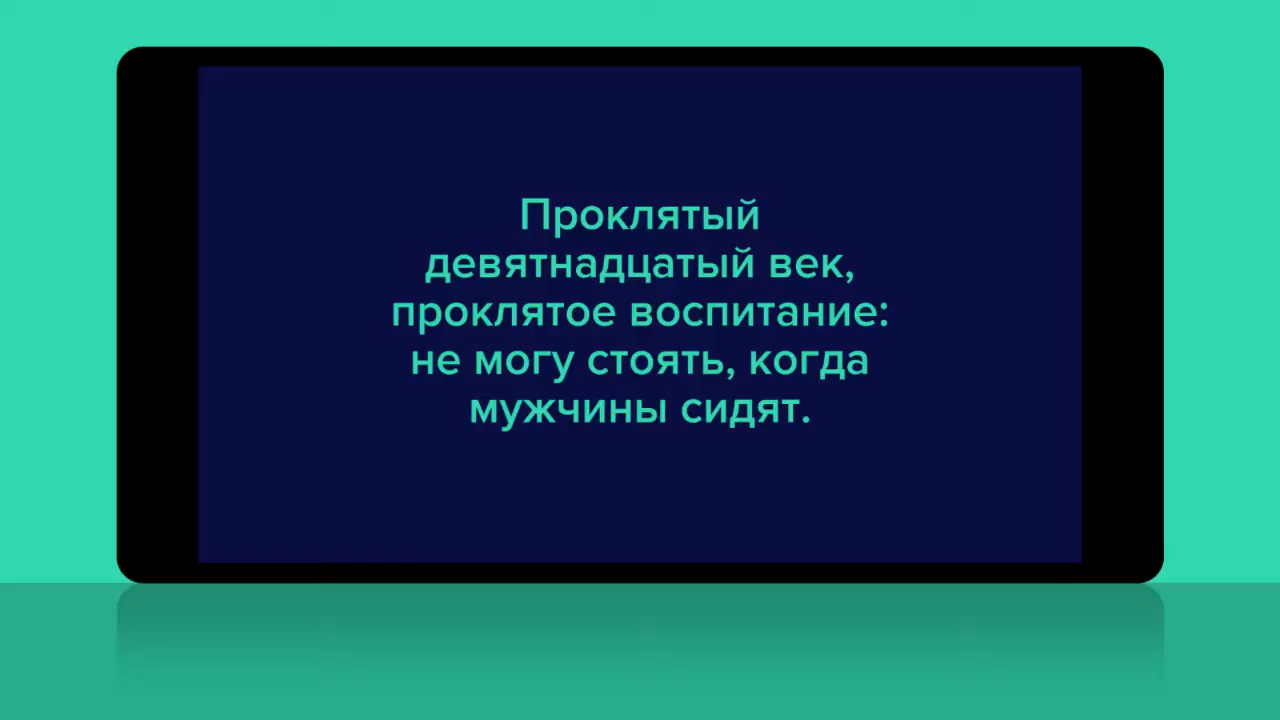 Проклятый
девятнадцатый век,
проклятое воспитание:
не могу стоять, когда
мужчины сидят.